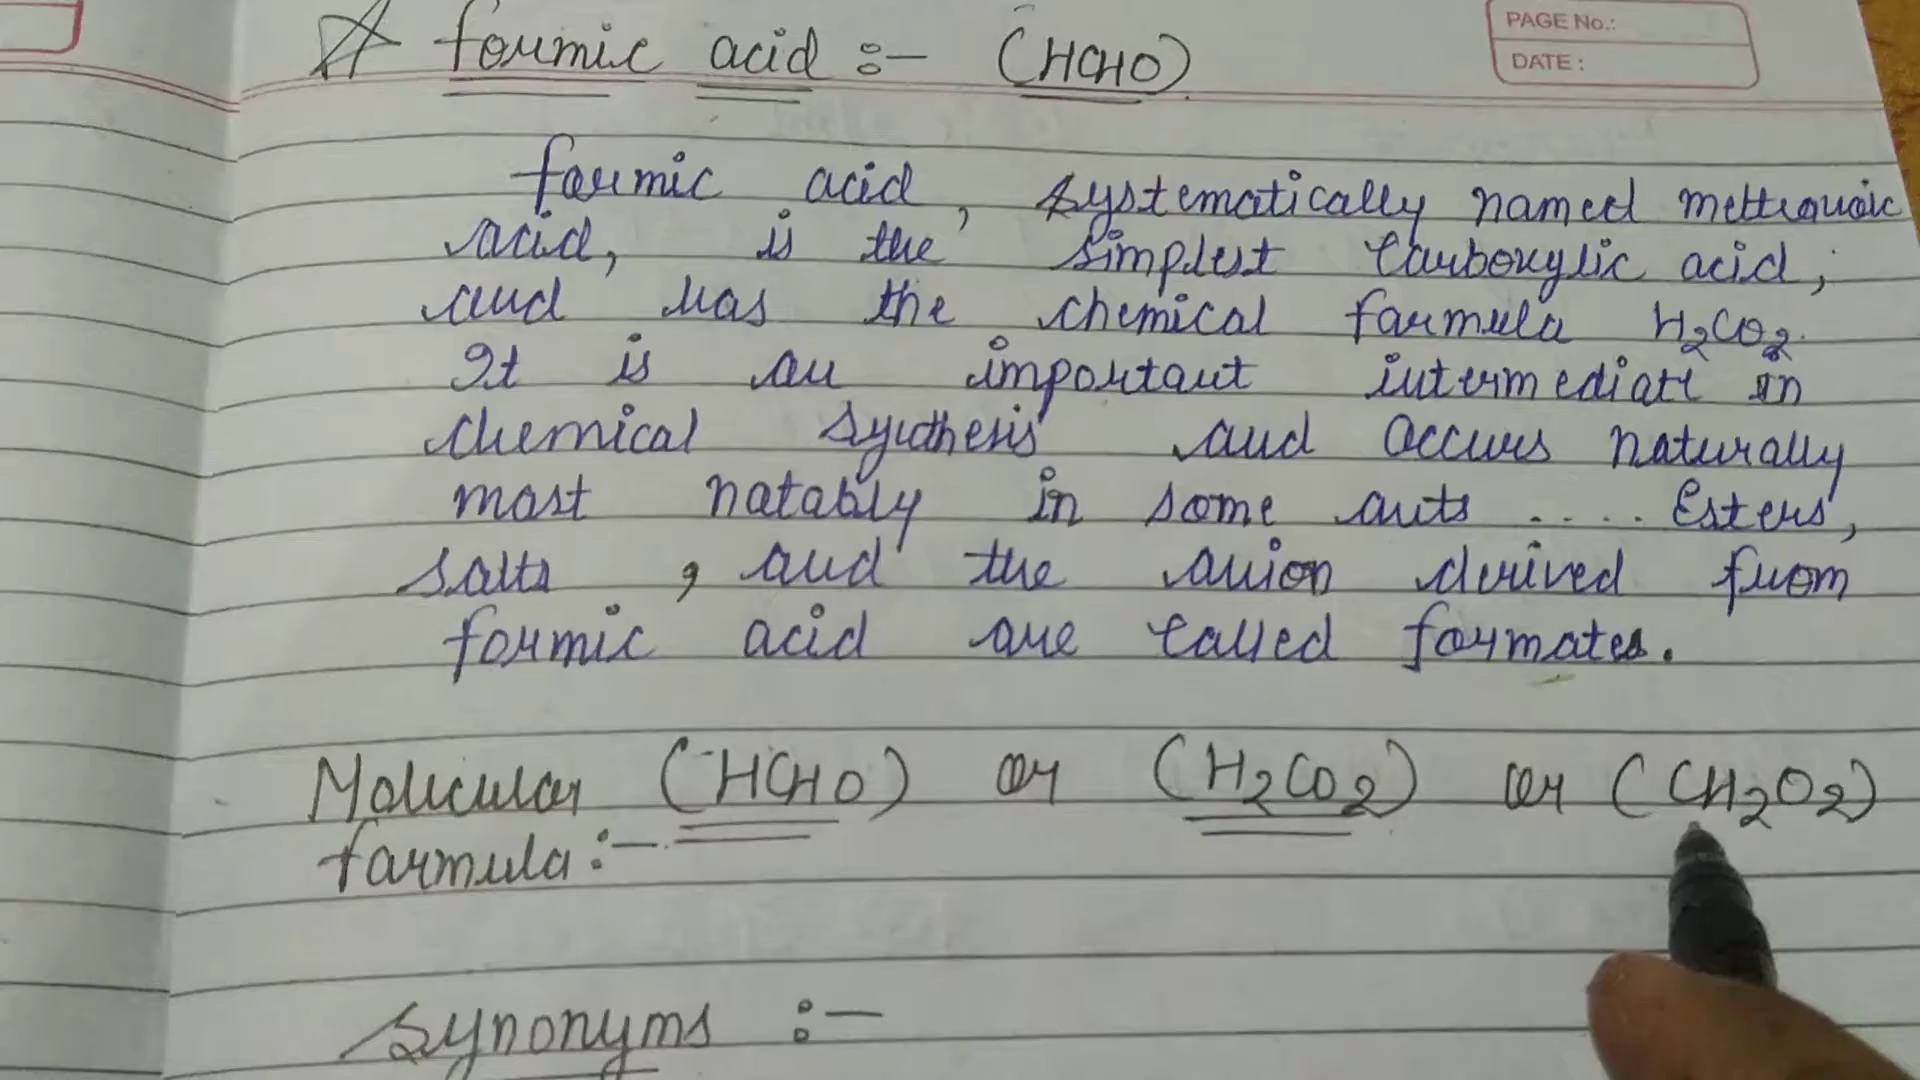 PAGE No.:
DATE :
formic acid :- (HCHO)
formic acid, systematically named methanoic
acid, is the simplest carboxylic acid,
and has the chemical formula H₂CO₂.
It is an important intermediate in
chemical synthesis and occurs naturally
most notably in some ants .... Esters,
salts , and the anion derived from
formic acid are called formates.
Molecular (HCHO) or (H₂CO₂) or (CH₂O₂)
formula :-
Synonyms :-